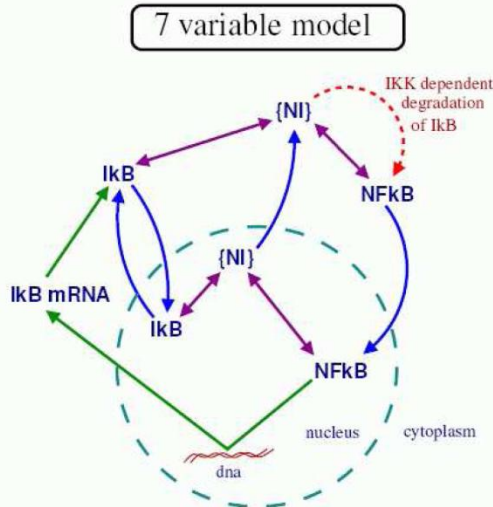 7 variable model
IKK dependent
degradation
of IkB
{NI}
IkB
NFkB
{NI}
IkB mRNA
IkB
NFkB
nucleus
cytoplasm
dna